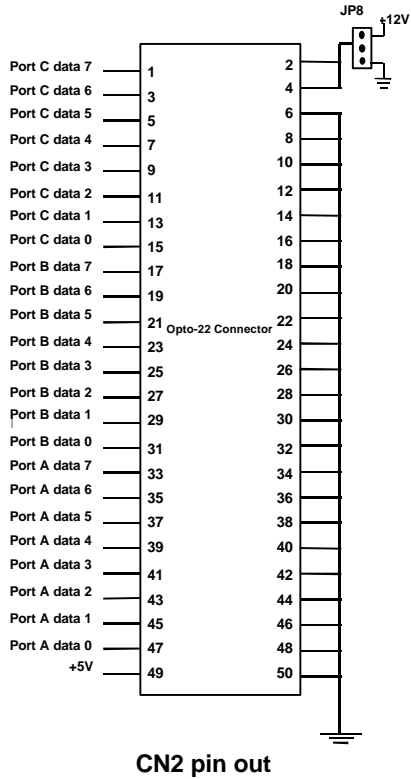 JP8
+12V
Port C data 7 1 2
Port C data 6 3 4
Port C data 5 5 6
Port C data 4 7 8
Port C data 3 9 10
Port C data 2 11 12
Port C data 1 13 14
Port C data 0 15 16
Port B data 7 17 18
Port B data 6 19 20
Port B data 5 21 Opto-22 Connector 22
Port B data 4 23 24
Port B data 3 25 26
Port B data 2 27 28
Port B data 1 29 30
Port B data 0 31 32
Port A data 7 33 34
Port A data 6 35 36
Port A data 5 37 38
Port A data 4 39 40
Port A data 3 41 42
Port A data 2 43 44
Port A data 1 45 46
Port A data 0 47 48
+5V 49 50
CN2 pin out